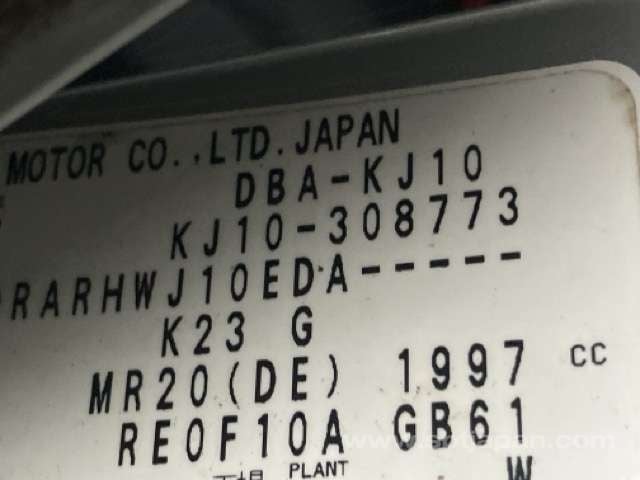 MOTOR CO.,LTD.JAPAN
DBA-KJ10
KJ10-308773
RARHWJ10EDA-----
K23 G
MR20(DE) 1997 CC
RE0F10A GB61
PLANT W